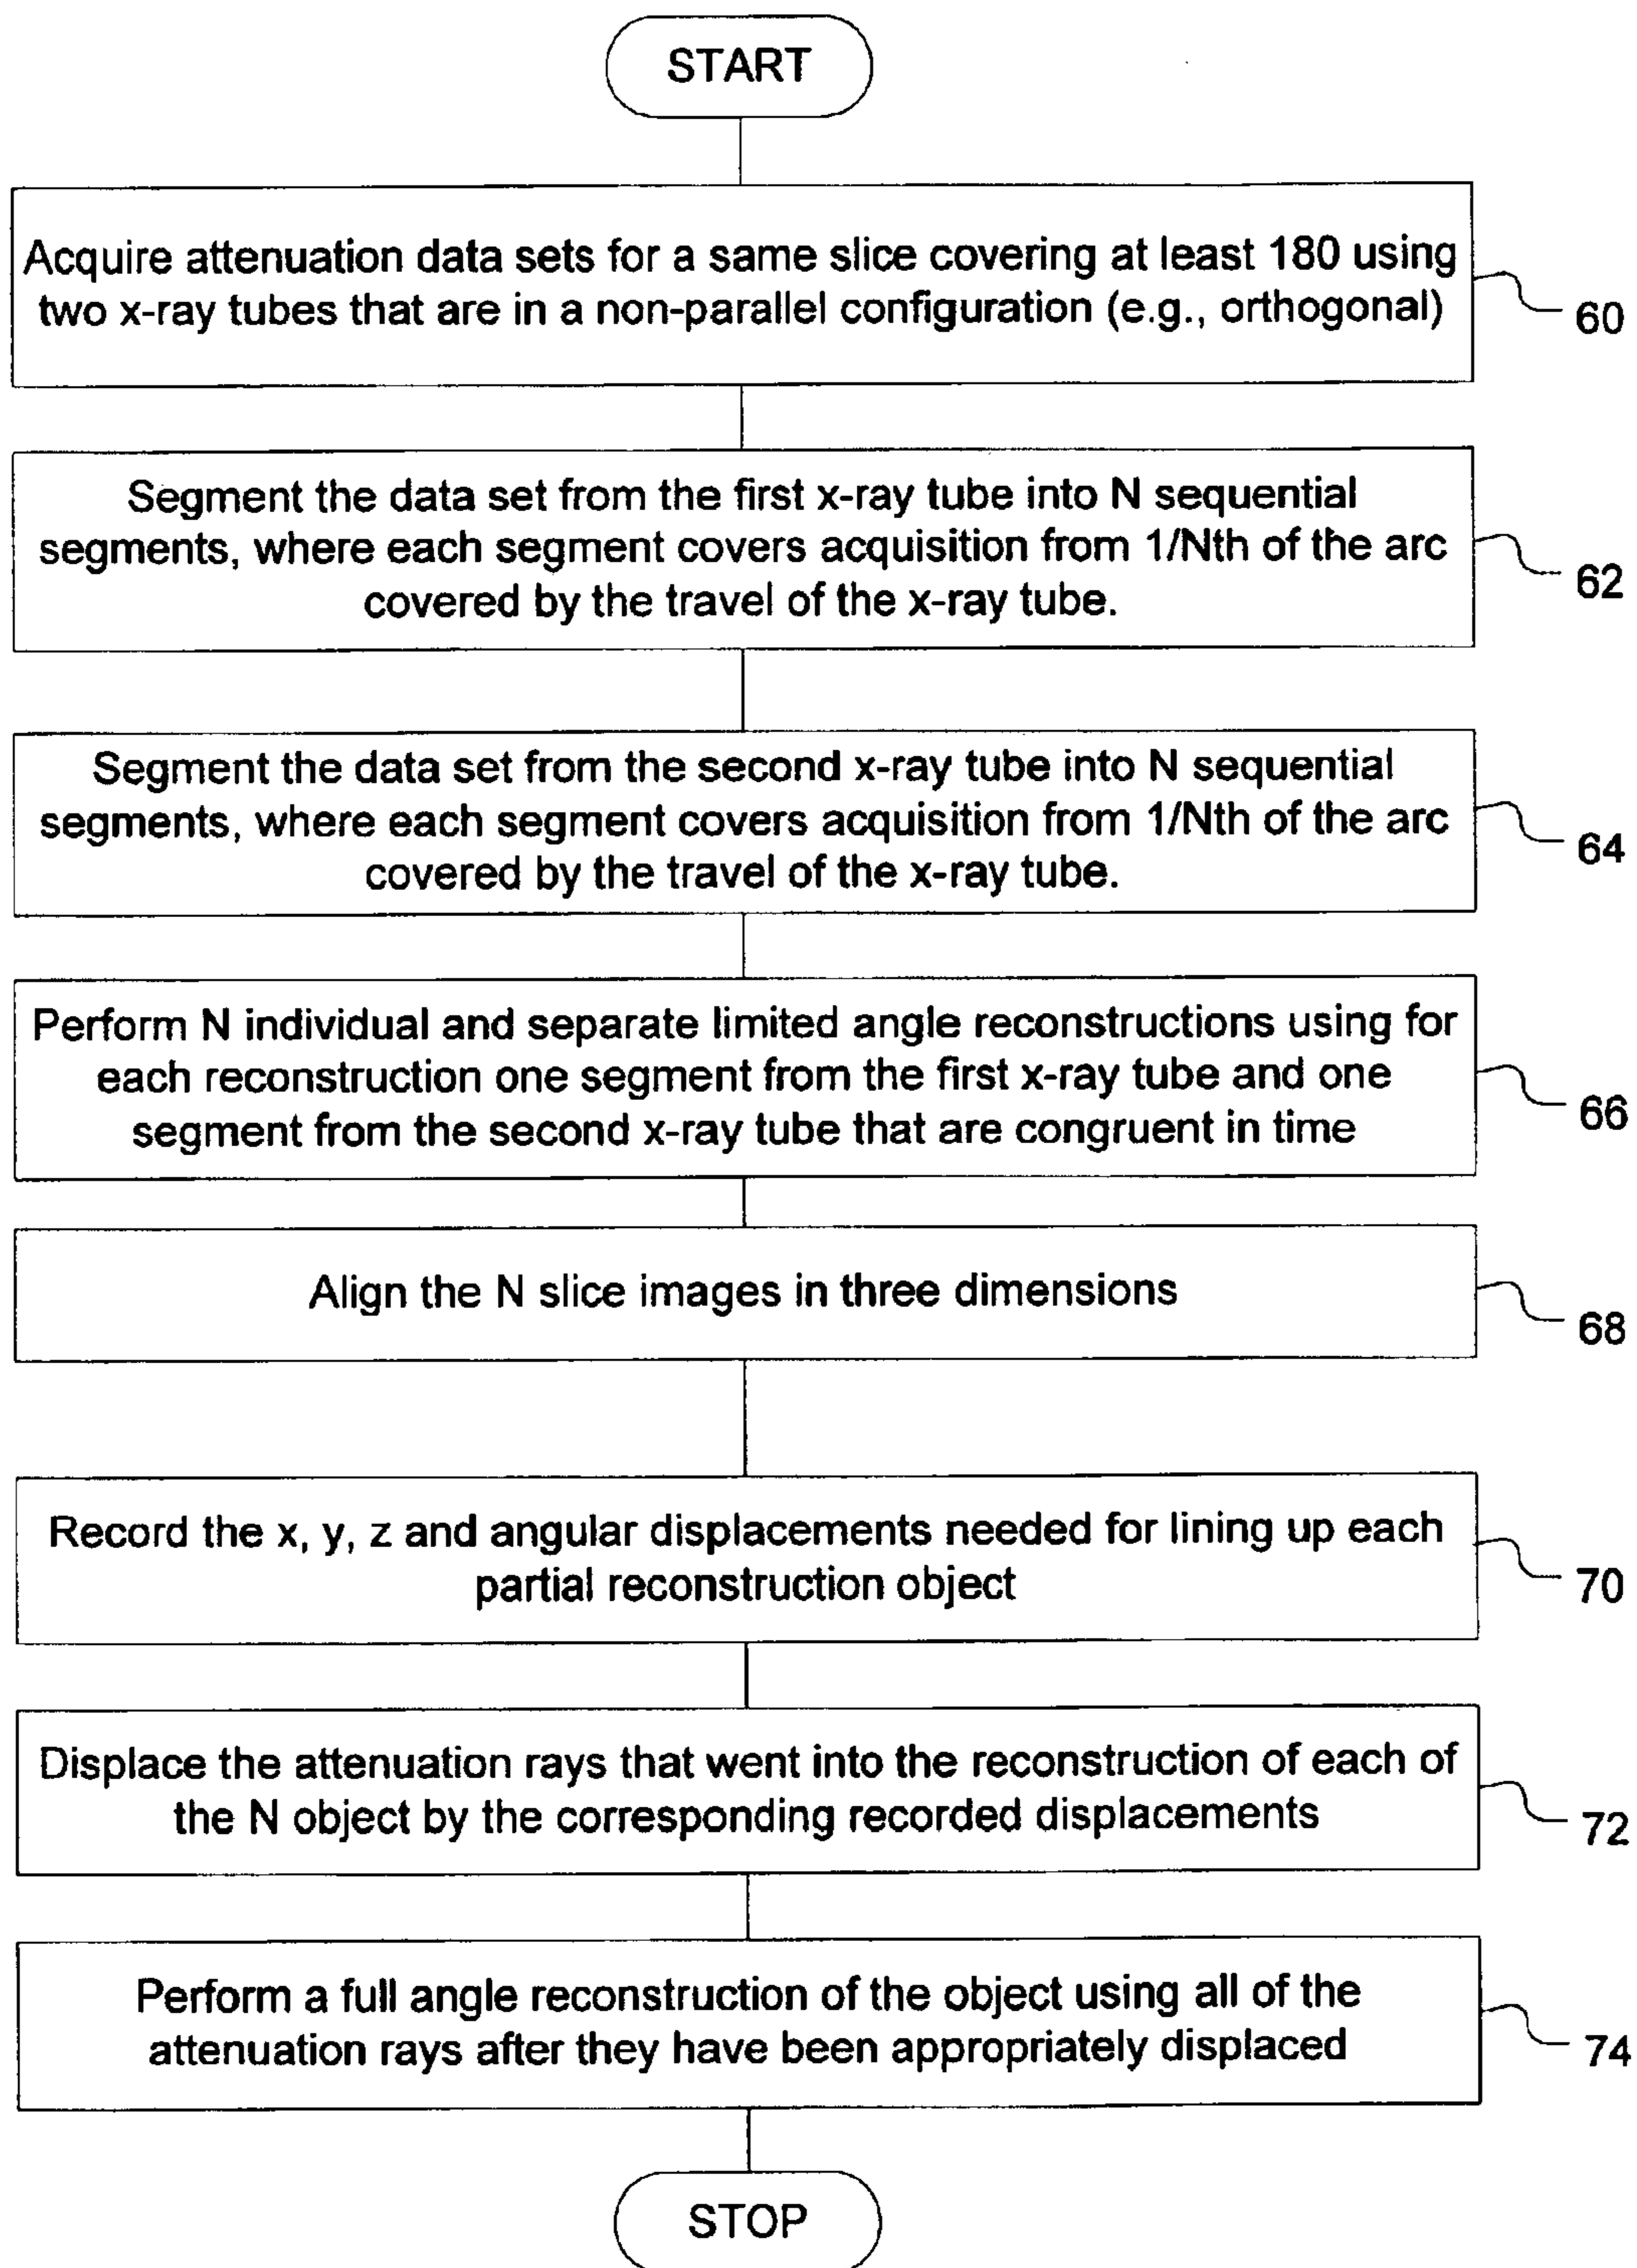 START
Acquire attenuation data sets for a same slice covering at least 180 using
two x-ray tubes that are in a non-parallel configuration (e.g., orthogonal)
60
Segment the data set from the first x-ray tube into N sequential
segments, where each segment covers acquisition from 1/Nth of the arc
covered by the travel of the x-ray tube.
62
Segment the data set from the second x-ray tube into N sequential
segments, where each segment covers acquisition from 1/Nth of the arc
covered by the travel of the x-ray tube.
64
Perform N individual and separate limited angle reconstructions using for
each reconstruction one segment from the first x-ray tube and one
segment from the second x-ray tube that are congruent in time
66
Align the N slice images in three dimensions
68
Record the x, y, z and angular displacements needed for lining up each
partial reconstruction object
70
Displace the attenuation rays that went into the reconstruction of each of
the N object by the corresponding recorded displacements
72
Perform a full angle reconstruction of the object using all of the
attenuation rays after they have been appropriately displaced
74
STOP